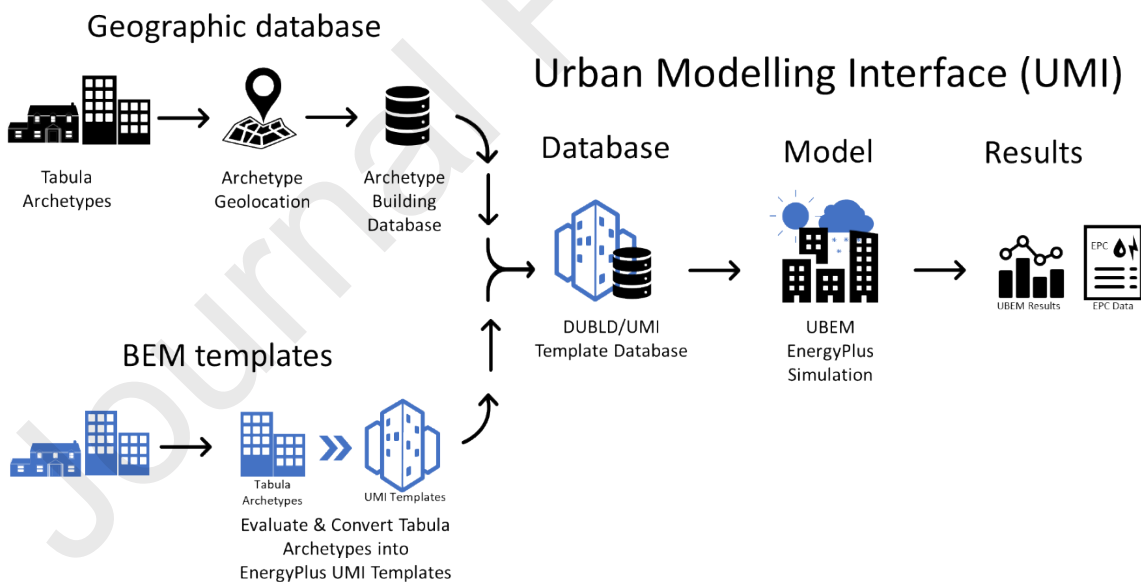 Geographic database
Tabula
Archetypes
Archetype
Geolocation
Archetype
Building
Database
Urban Modelling Interface (UMI)
Database
Model
Results
DUBLD/UMI
Template Database
UBEM
EnergyPlus
Simulation
UBEM Results
EPC
EPC Data
BEM templates
Tabula
Archetypes
UMI Templates
Evaluate & Convert Tabula
Archetypes into
EnergyPlus UMI Templates
Journal P